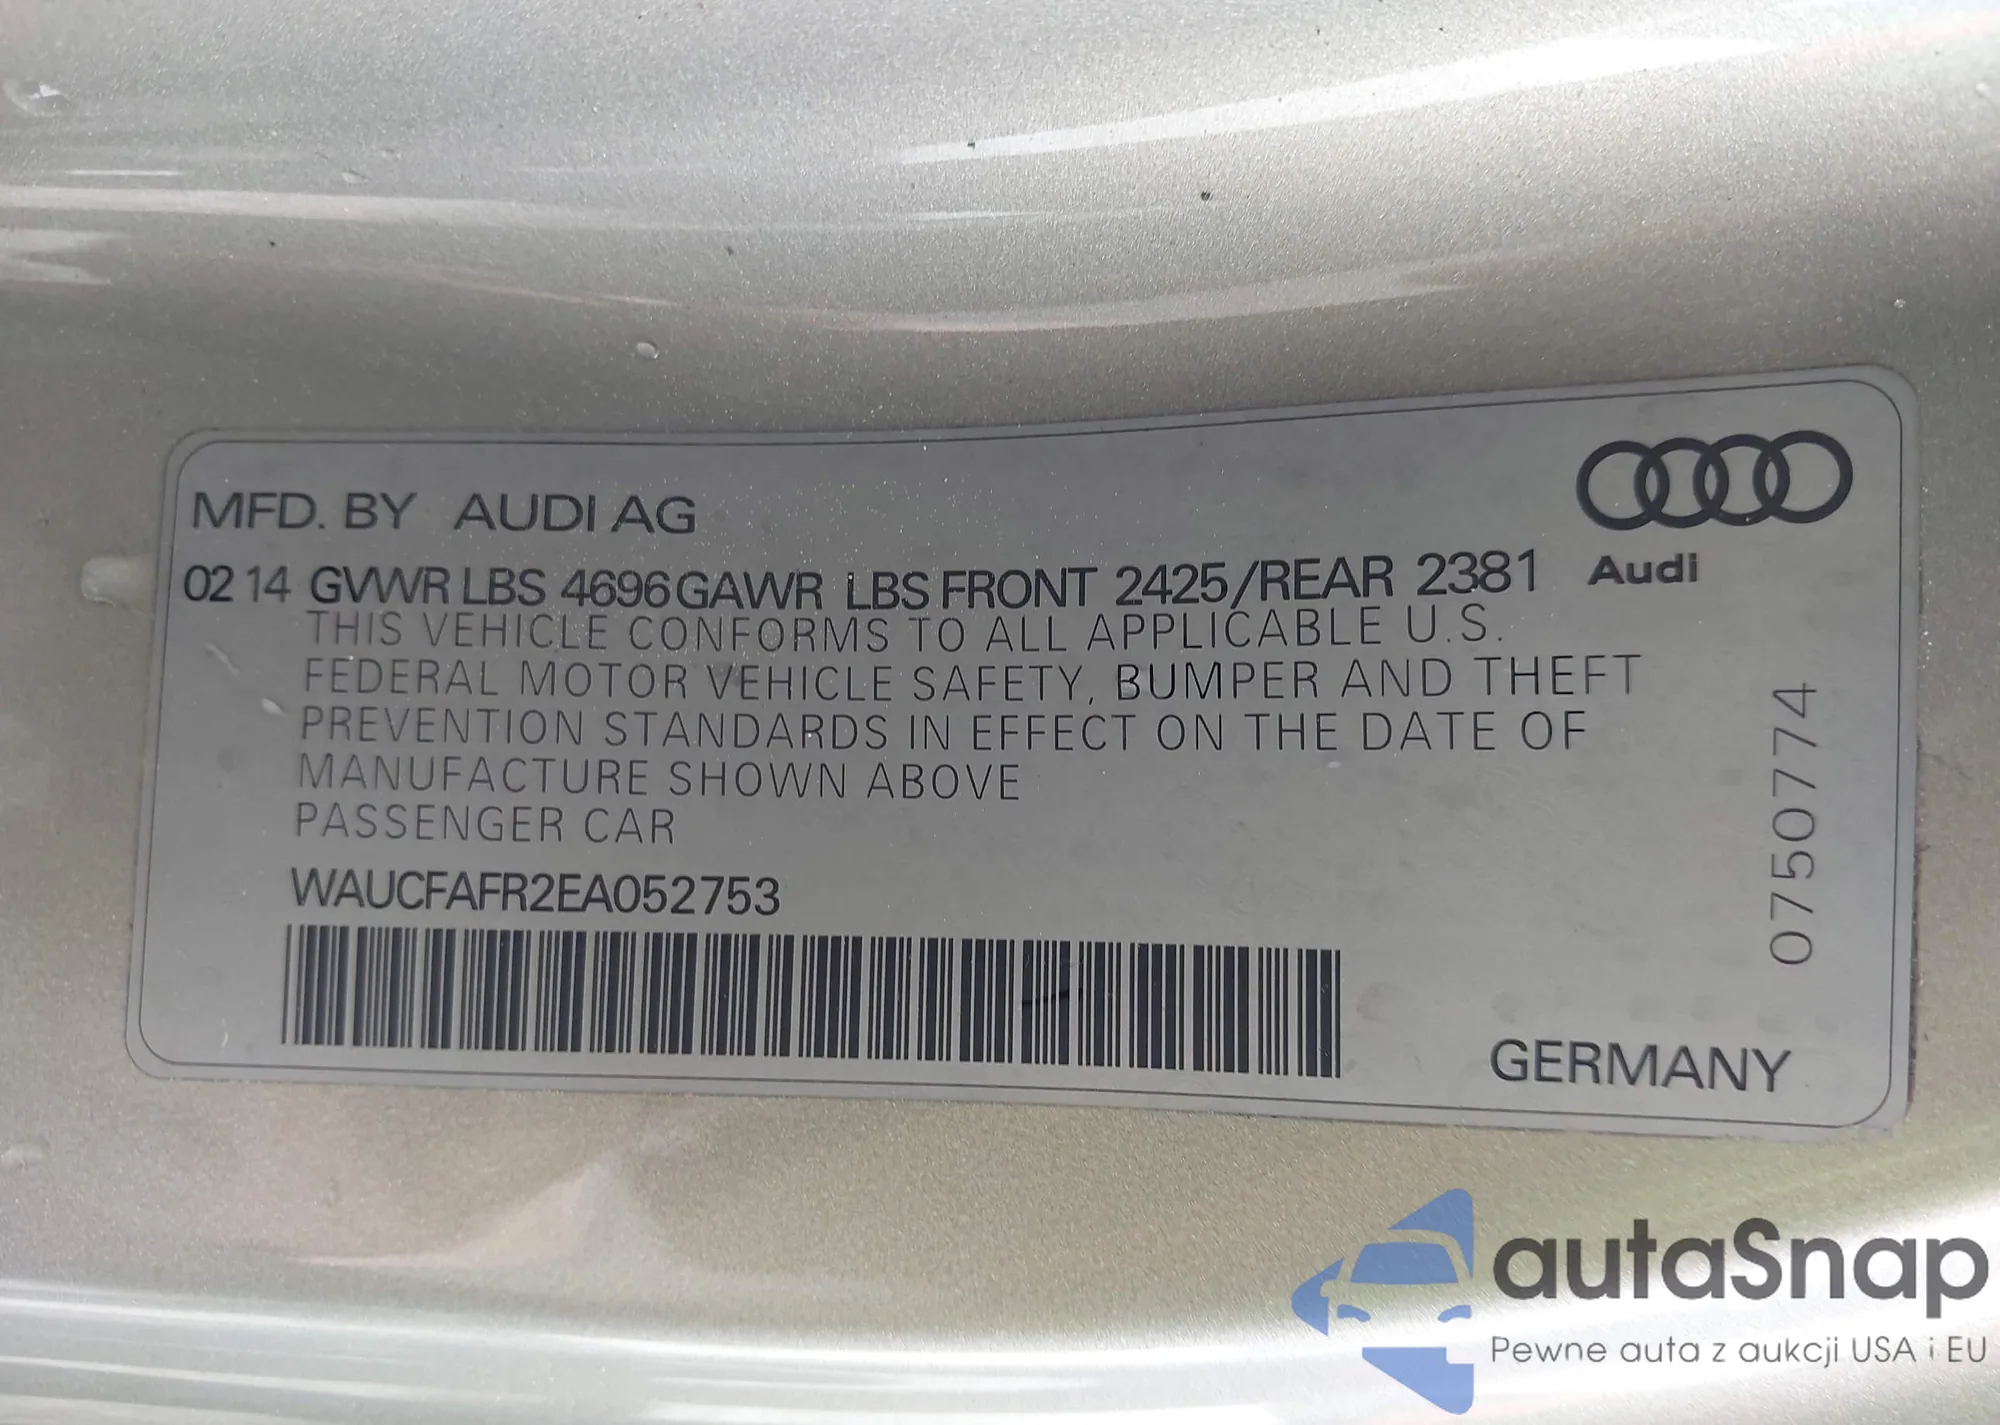 MFD. BY AUDI AG
Audi
02 14 GVWR LBS 4696 GAWR LBS FRONT 2425/REAR 2381
THIS VEHICLE CONFORMS TO ALL APPLICABLE U.S.
FEDERAL MOTOR VEHICLE SAFETY, BUMPER AND THEFT
PREVENTION STANDARDS IN EFFECT ON THE DATE OF
MANUFACTURE SHOWN ABOVE
PASSENGER CAR
WAUCFAFR2EA052753
0750774
GERMANY
autaSnap
Pewne auta z aukcji USA i EU